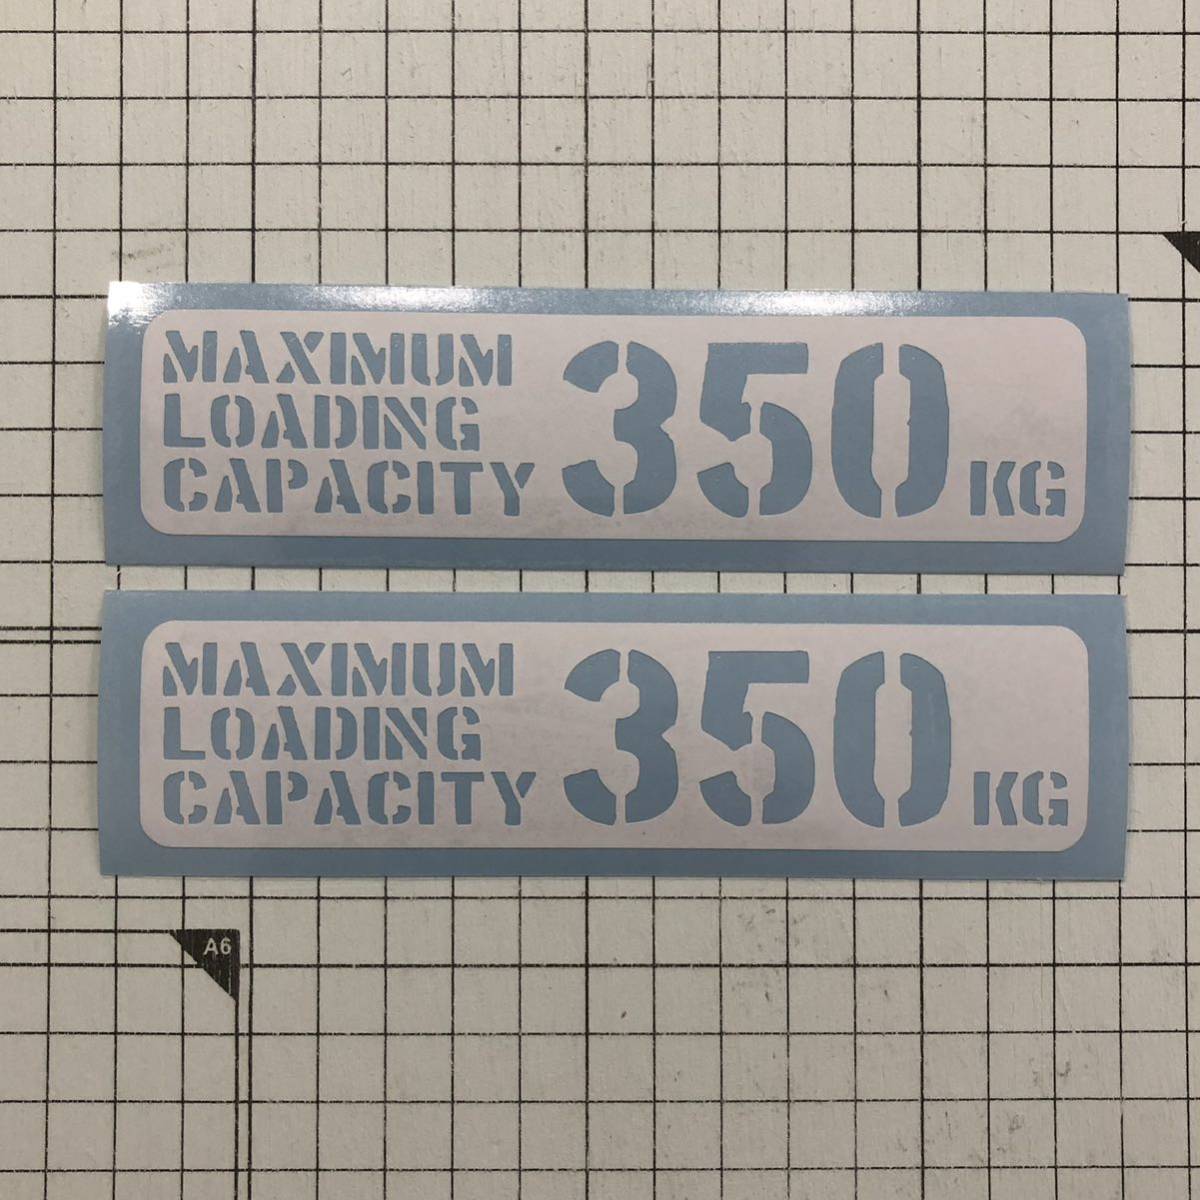 MAXIMUM
LOADING
CAPACITY
350 KG
MAXIMUM
LOADING
CAPACITY
350 KG
A6